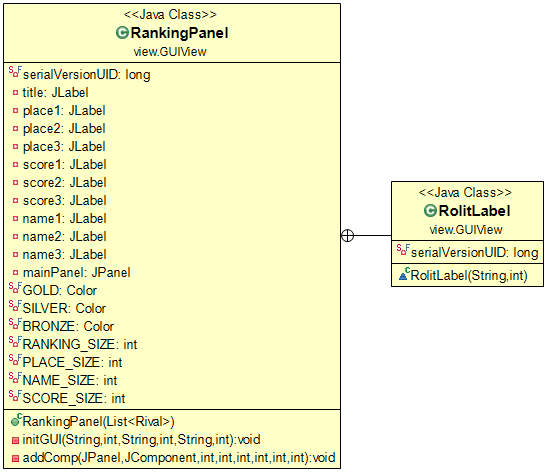 <<Java Class>>
RankingPanel
view.GUIView
serialVersionUID: long
title: JLabel
place1: JLabel
place2: JLabel
place3: JLabel
score1: JLabel
score2: JLabel
score3: JLabel
name1: JLabel
name2: JLabel
name3: JLabel
mainPanel: JPanel
GOLD: Color
SILVER: Color
BRONZE: Color
RANKING_SIZE: int
PLACE_SIZE: int
NAME_SIZE: int
SCORE_SIZE: int
RankingPanel(List<Rival>)
initGUI(String,int,String,int,String,int):void
addComp(JPanel,JComponent,int,int,int,int,int,int):void
<<Java Class>>
RolitLabel
view.GUIView
serialVersionUID: long
RolitLabel(String,int)